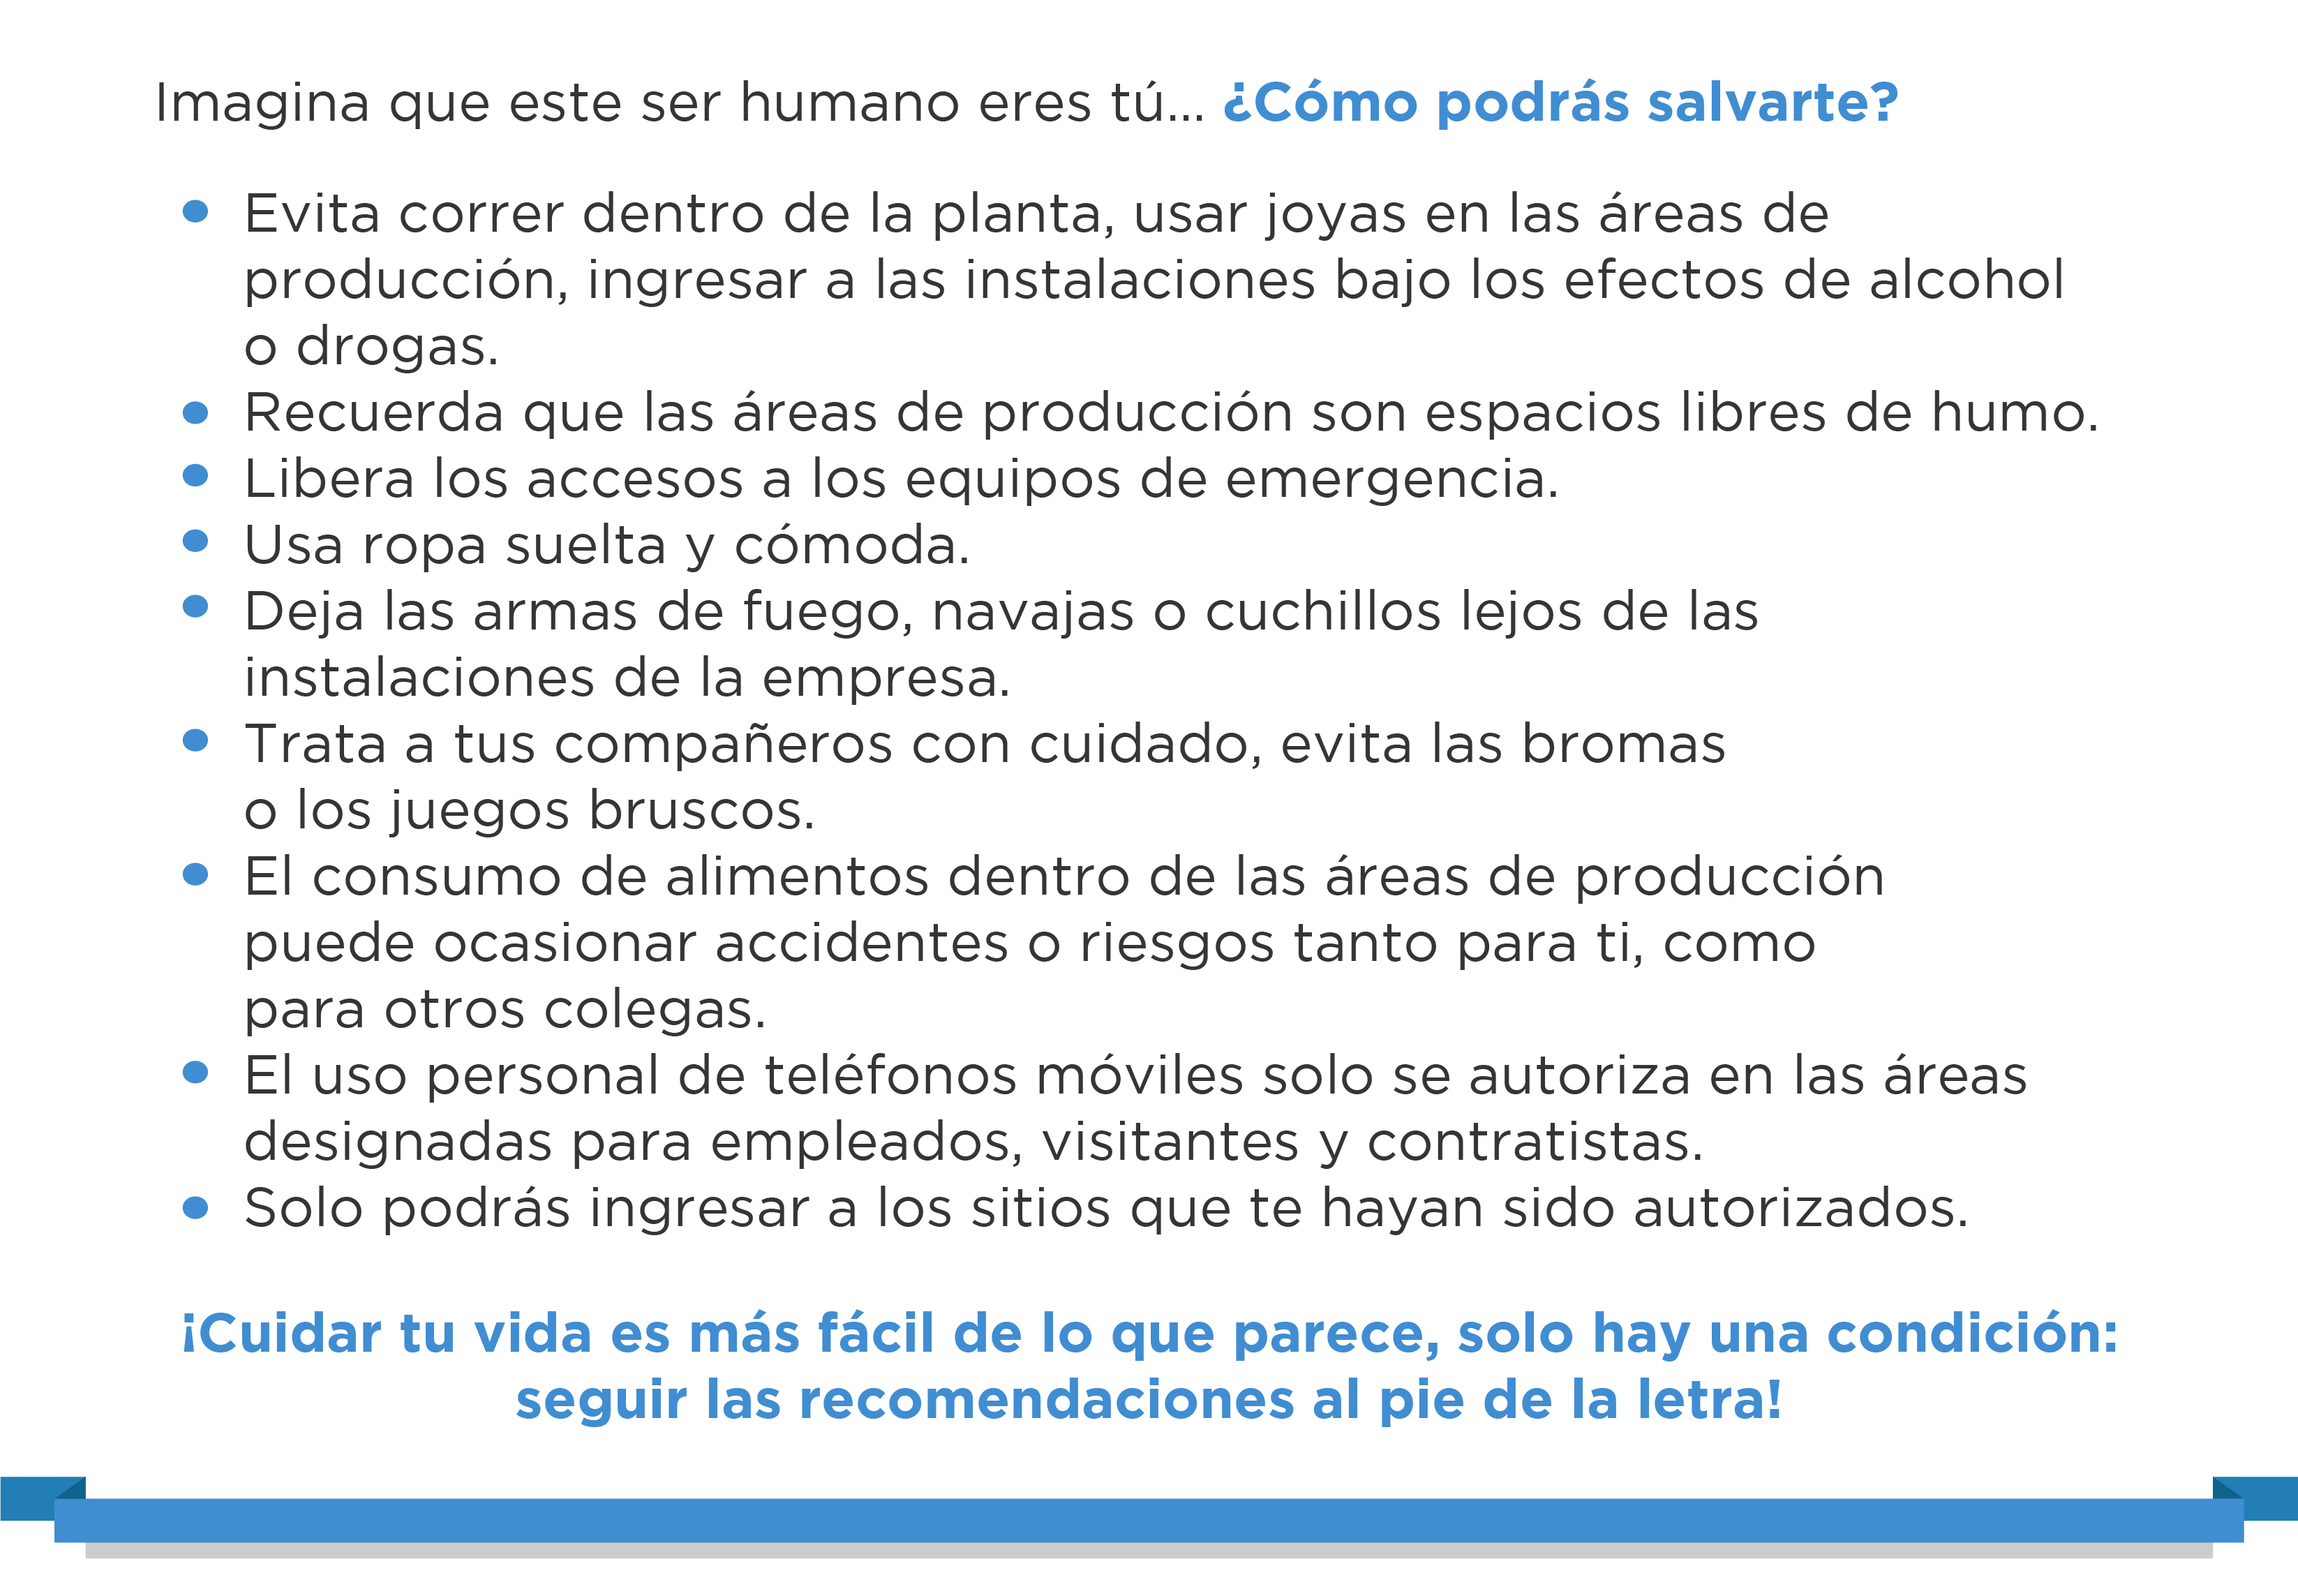 Imagina que este ser humano eres tú... ¿Cómo podrás salvarte?
• Evita correr dentro de la planta, usar joyas en las áreas de
producción, ingresar a las instalaciones bajo los efectos de alcohol
o drogas.
• Recuerda que las áreas de producción son espacios libres de humo.
• Libera los accesos a los equipos de emergencia.
• Usa ropa suelta y cómoda.
• Deja las armas de fuego, navajas o cuchillos lejos de las
instalaciones de la empresa.
• Trata a tus compañeros con cuidado, evita las bromas
o los juegos bruscos.
• El consumo de alimentos dentro de las áreas de producción
puede ocasionar accidentes o riesgos tanto para ti, como
para otros colegas.
• El uso personal de teléfonos móviles solo se autoriza en las áreas
designadas para empleados, visitantes y contratistas.
• Solo podrás ingresar a los sitios que te hayan sido autorizados.
¡Cuidar tu vida es más fácil de lo que parece, solo hay una condición:
seguir las recomendaciones al pie de la letra!